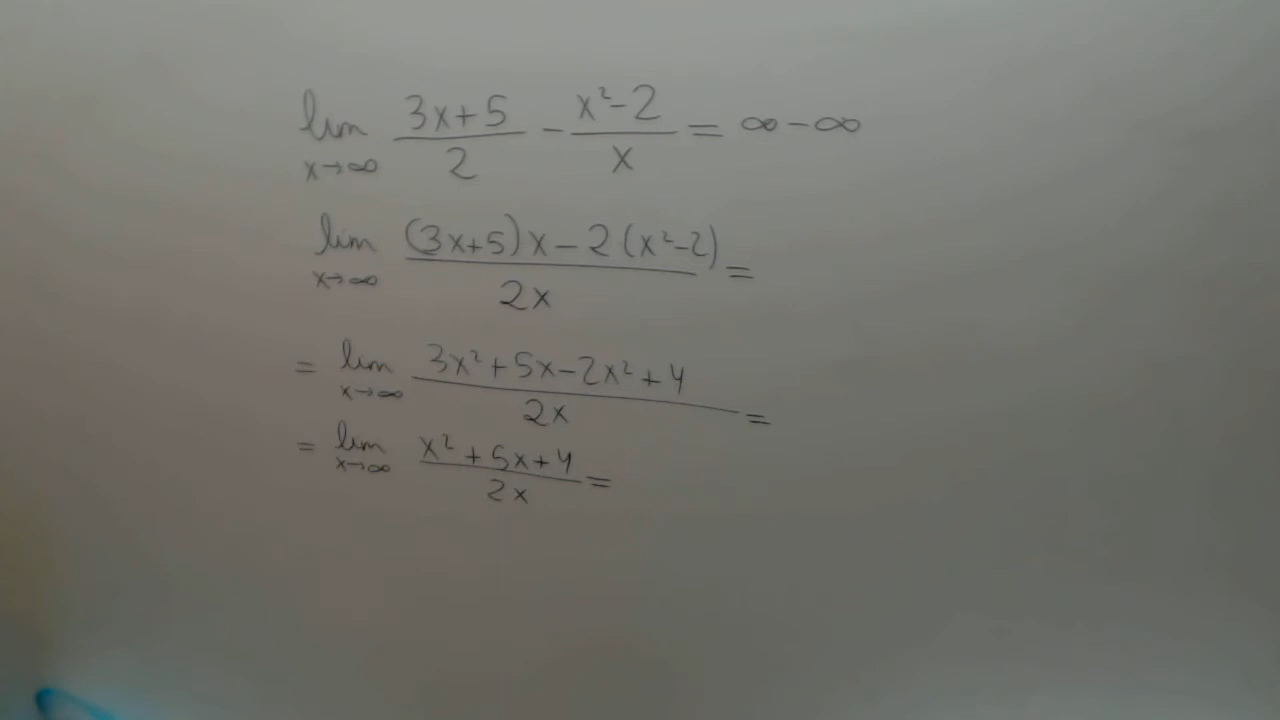 lim x→∞ (3x+5)/2 - (x²-2)/x = ∞ - ∞
lim x→∞ ((3x+5)x - 2(x²-2))/2x =
= lim x→∞ (3x²+5x-2x²+4)/2x =
= lim x→∞ (x²+5x+4)/2x =